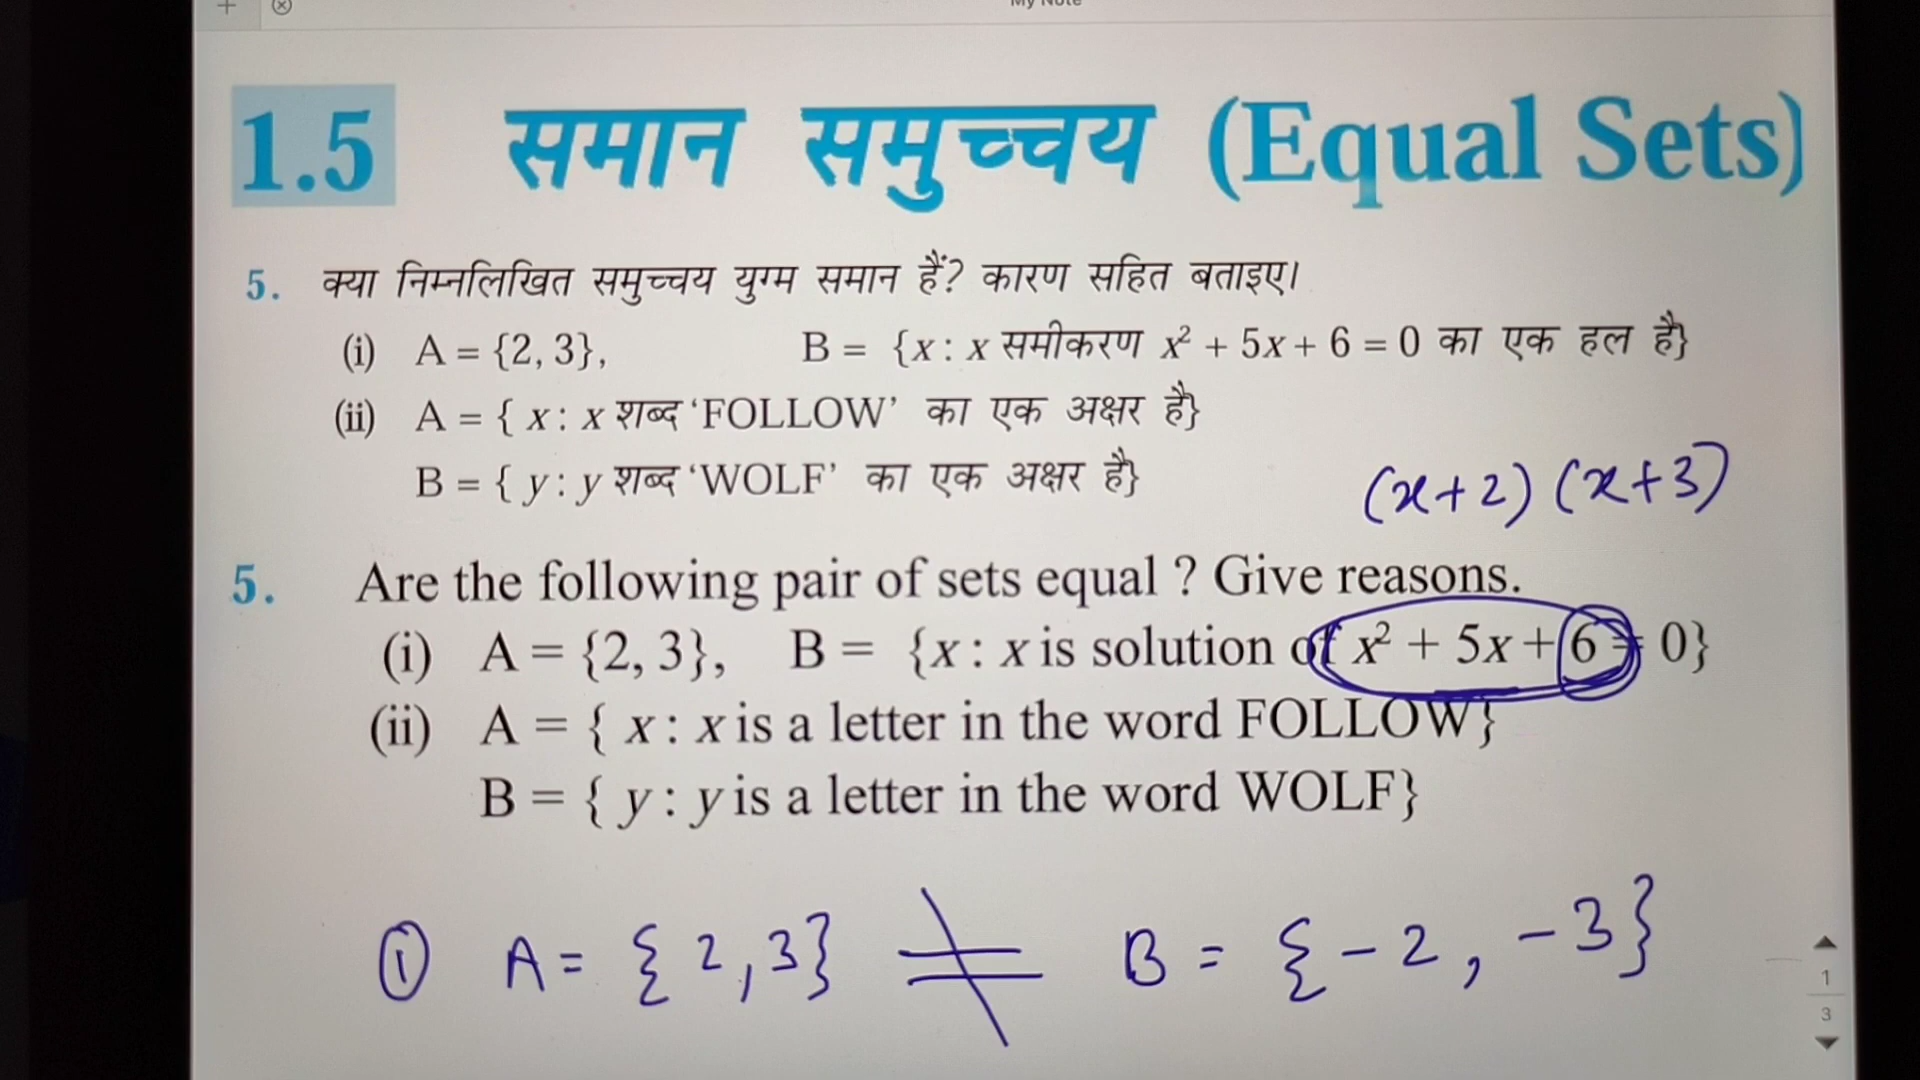 My Note
1.5 समान समुच्चय (Equal Sets)
5. क्या निम्नलिखित समुच्चय युग्म समान हैं? कारण सहित बताइए।
(i) A = {2, 3}, B = {x : x समीकरण x² + 5x + 6 = 0 का एक हल है}
(ii) A = { x : x शब्द ‘FOLLOW’ का एक अक्षर है}
B = { y : y शब्द ‘WOLF’ का एक अक्षर है}
(x+2) (x+3)
5. Are the following pair of sets equal ? Give reasons.
(i) A = {2, 3}, B = {x : x is solution of x² + 5x + 6 = 0}
(ii) A = { x : x is a letter in the word FOLLOW}
B = { y : y is a letter in the word WOLF}
① A = {2,3} ≠ B = {-2, -3}
1
3